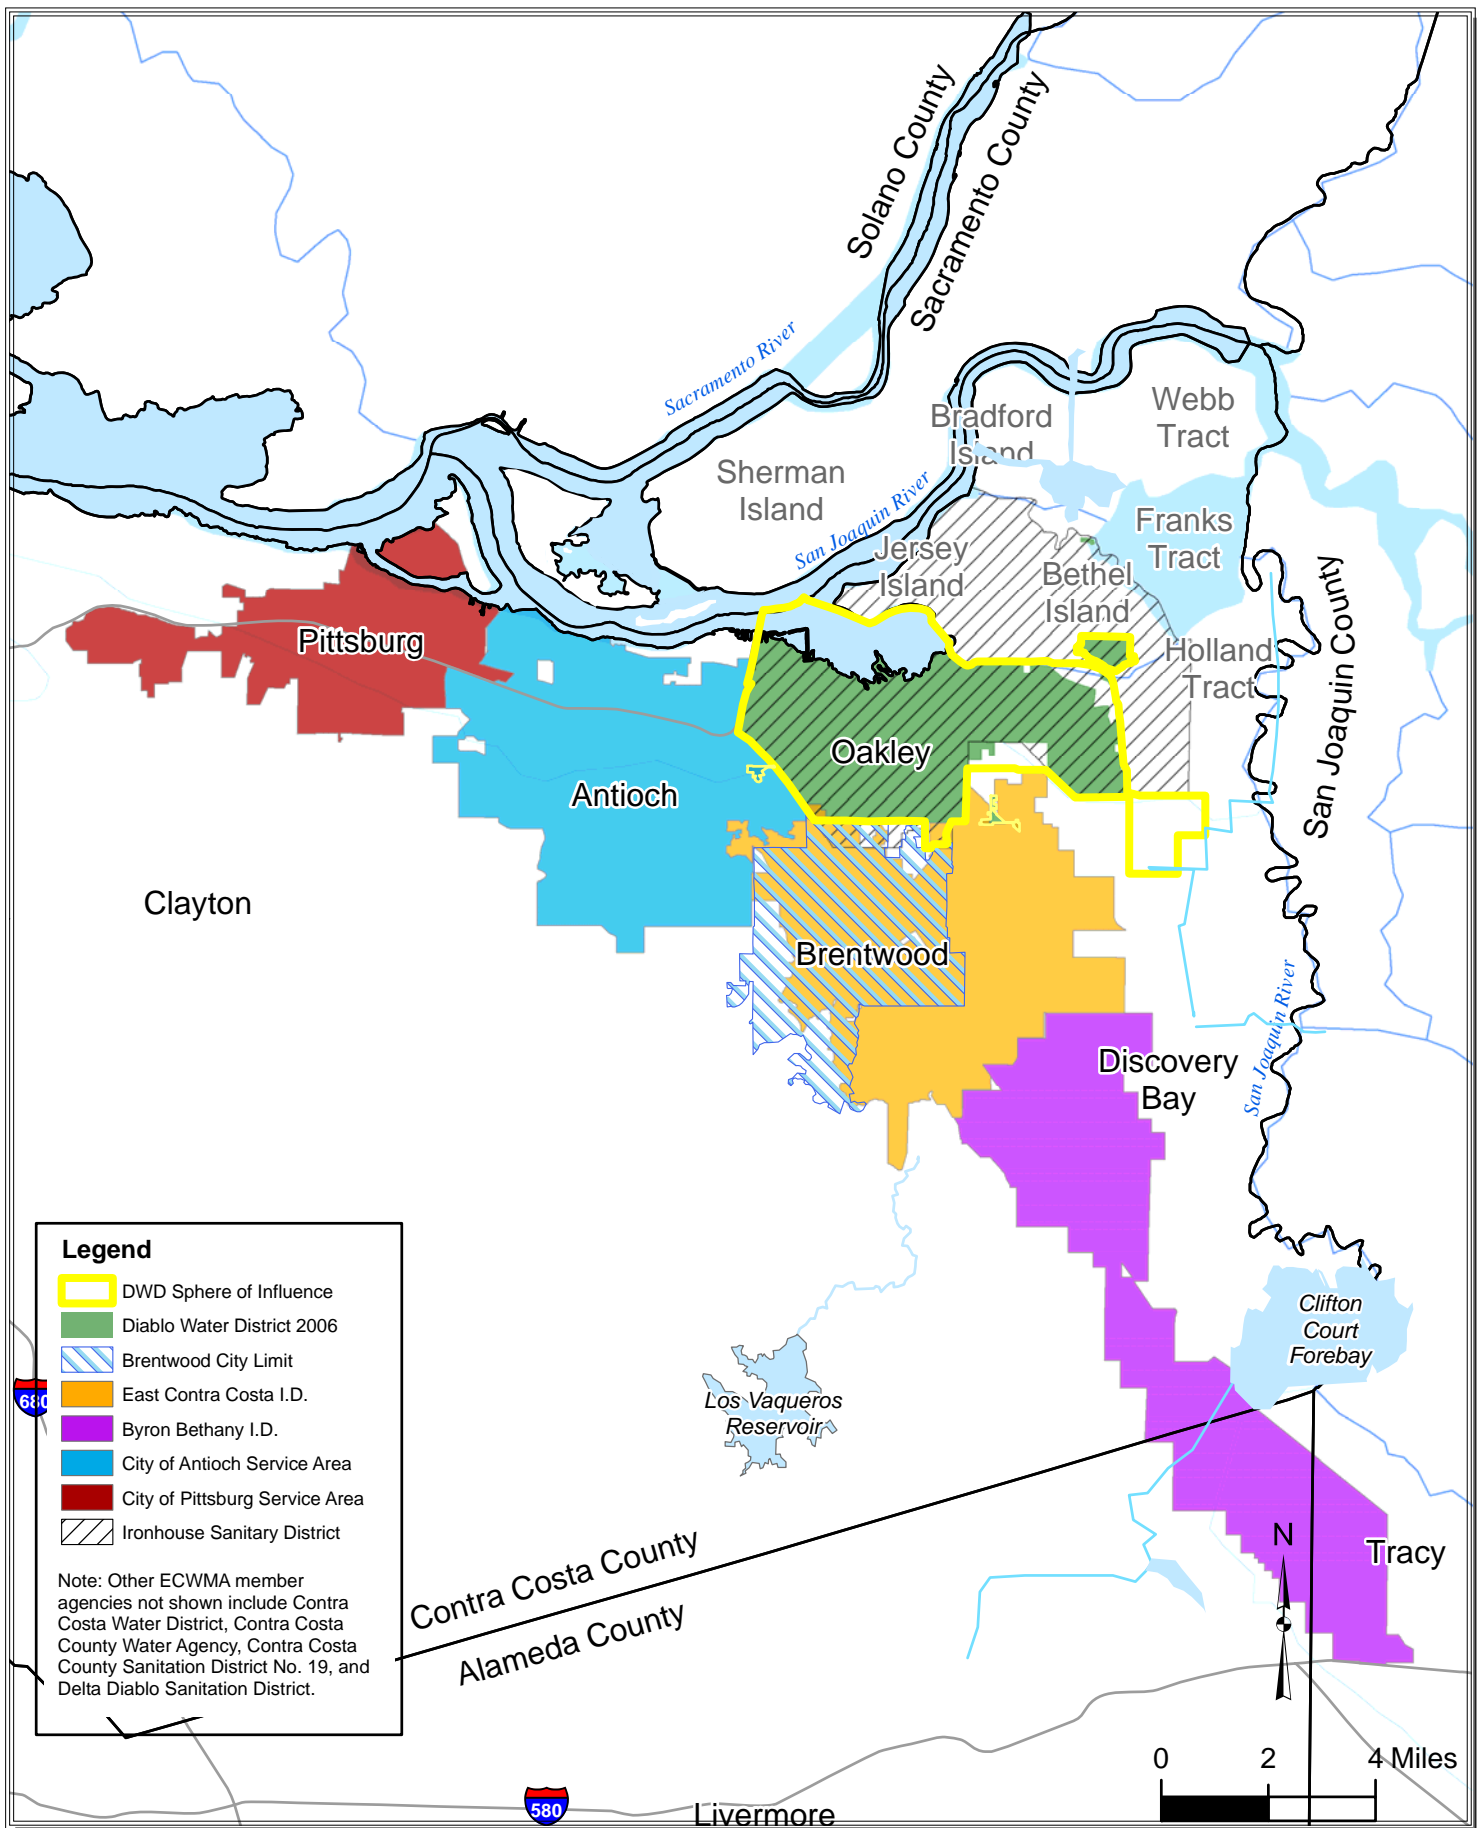 Solano County
Sacramento County
Sacramento River
Bradford
Island
Webb
Tract
Sherman
Island
San Joaquin River
Franks
Tract
Jersey
Island
Bethel
Island
Holland
Tract
San Joaquin County
Pittsburg
Oakley
Antioch
Clayton
Brentwood
San Joaquin River
Discovery
Bay
Clifton
Court
Forebay
Los Vaqueros
Reservoir
Legend
DWD Sphere of Influence
Diablo Water District 2006
Brentwood City Limit
East Contra Costa I.D.
Byron Bethany I.D.
City of Antioch Service Area
City of Pittsburg Service Area
Ironhouse Sanitary District
Note: Other ECWMA member
agencies not shown include Contra
Costa Water District, Contra Costa
County Water Agency, Contra Costa
County Sanitation District No. 19, and
Delta Diablo Sanitation District.
680
Contra Costa County
Alameda County
N
Tracy
0 2 4 Miles
580
Livermore